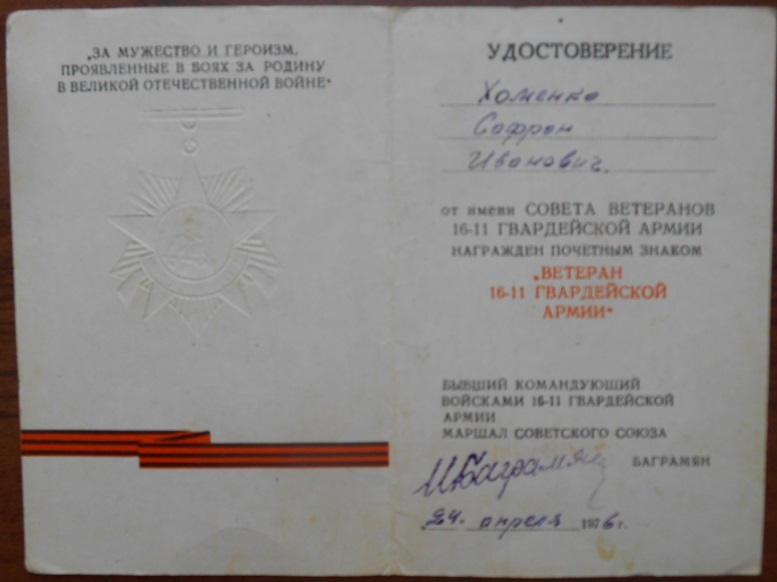 „ЗА МУЖЕСТВО И ГЕРОИЗМ,
ПРОЯВЛЕННЫЕ В БОЯХ ЗА РОДИНУ
В ВЕЛИКОЙ ОТЕЧЕСТВЕННОЙ ВОЙНЕ“
УДОСТОВЕРЕНИЕ
Хоменко
Сафрон
Иванович.
от имени СОВЕТА ВЕТЕРАНОВ
16-11 ГВАРДЕЙСКОЙ АРМИИ
НАГРАЖДЕН ПОЧЕТНЫМ ЗНАКОМ
„ВЕТЕРАН
16-11 ГВАРДЕЙСКОЙ
АРМИИ“
БЫВШИЙ КОМАНДУЮЩИЙ
ВОЙСКАМИ 16-11 ГВАРДЕЙСКОЙ
АРМИИ
МАРШАЛ СОВЕТСКОГО СОЮЗА
И Баграмян БАГРАМЯН
24. апреля 1976 г.